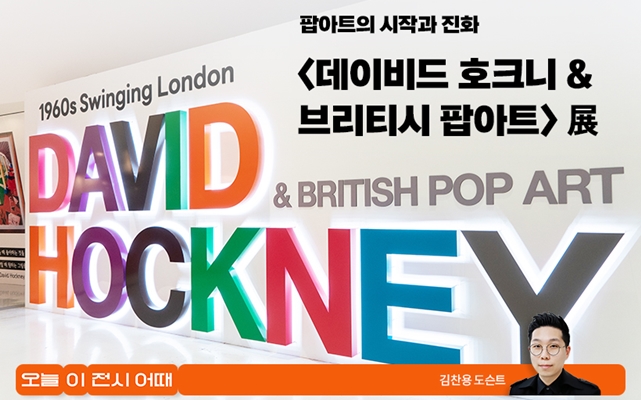 팝아트의 시작과 진화
<데이비드 호크니 &
브리티시 팝아트> 展
1960s Swinging London
DAVID
& BRITISH POP ART
HOCKNEY
David Hockney
오늘 이 전시 어때
김찬용 도슨트